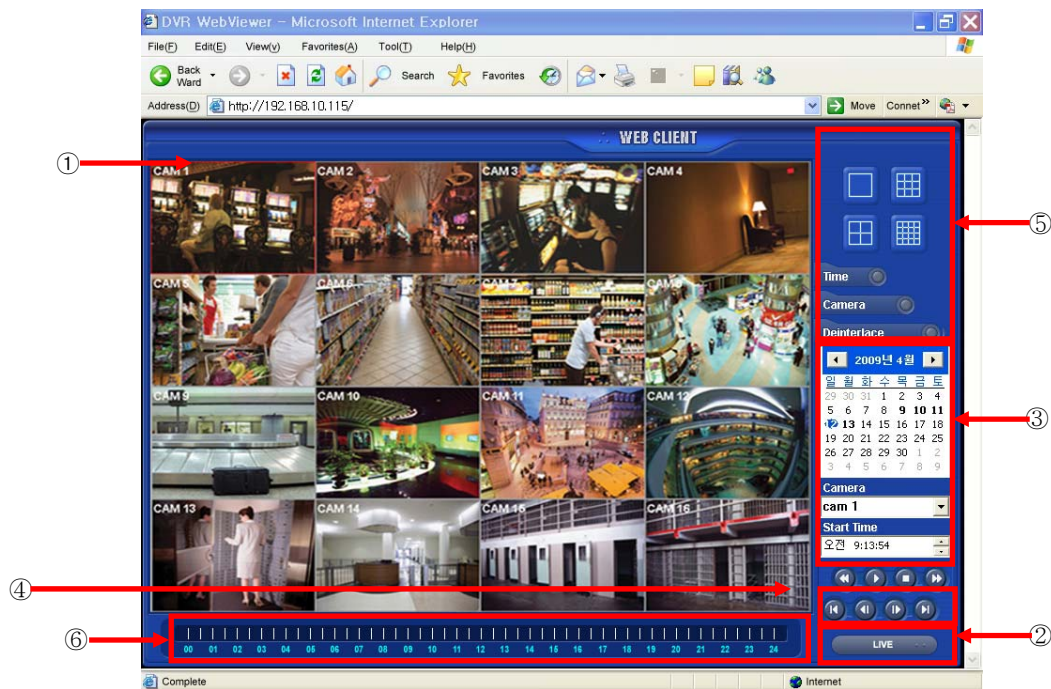 DVR WebViewer - Microsoft Internet Explorer
File(F) Edit(E) View(v) Favorites(A) Tool(T) Help(H)
Back Ward Search Favorites
Address(D) http://192.168.10.115/ Move Connet »
WEB CLIENT
①
CAM 1 CAM 2 CAM 3 CAM 4
CAM 5 CAM 6 CAM 7 CAM 8
CAM 9 CAM 10 CAM 11 CAM 12
CAM 13 CAM 14 CAM 15 CAM 16
⑤
Time
Camera
Deinterlace
2009년 4월
일 월 화 수 목 금 토
29 30 31 1 2 3 4
5 6 7 8 9 10 11
12 13 14 15 16 17 18
19 20 21 22 23 24 25
26 27 28 29 30 1 2
3 4 5 6 7 8 9
③
Camera
cam 1
Start Time
오전 9:13:54
④
⑥
00 01 02 03 04 05 06 07 08 09 10 11 12 13 14 15 16 17 18 19 20 21 22 23 24
②
LIVE
Complete Internet